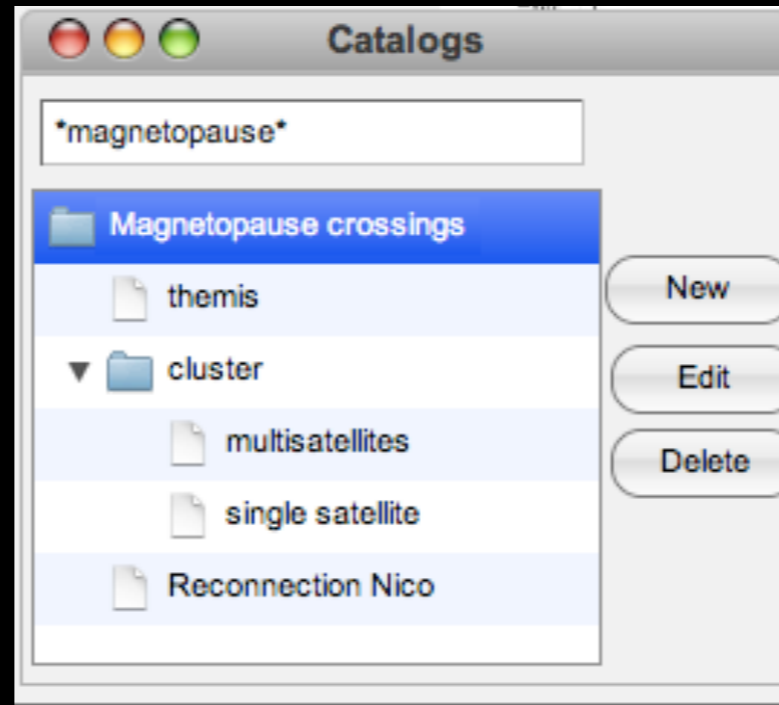 Catalogs
*magnetopause*
Magnetopause crossings
themis
cluster
multisatellites
single satellite
Reconnection Nico
New
Edit
Delete